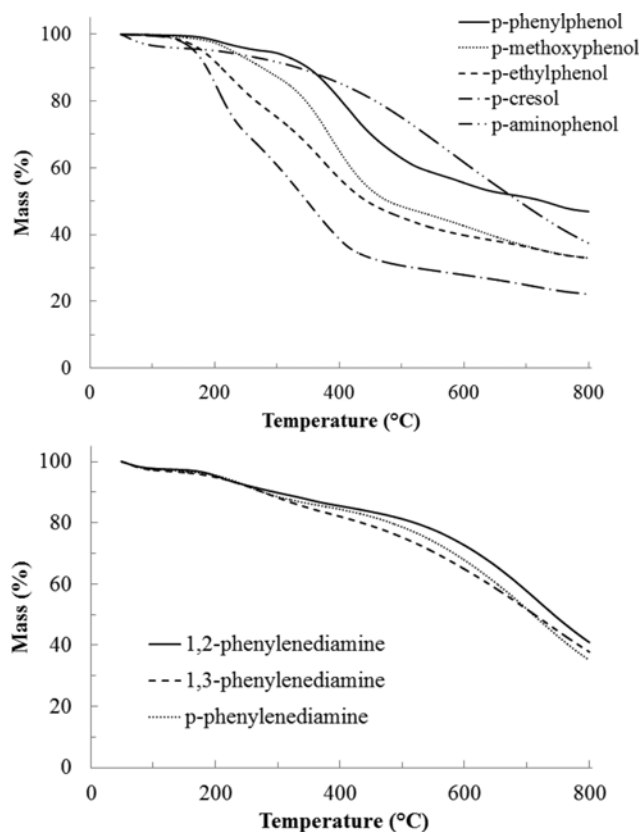 100
80
60
40
20
0
Mass (%)
p-phenylphenol
p-methoxyphenol
p-ethylphenol
p-cresol
p-aminophenol
0 200 400 600 800
Temperature (°C)
100
80
60
40
20
0
Mass (%)
1,2-phenylenediamine
1,3-phenylenediamine
p-phenylenediamine
0 200 400 600 800
Temperature (°C)